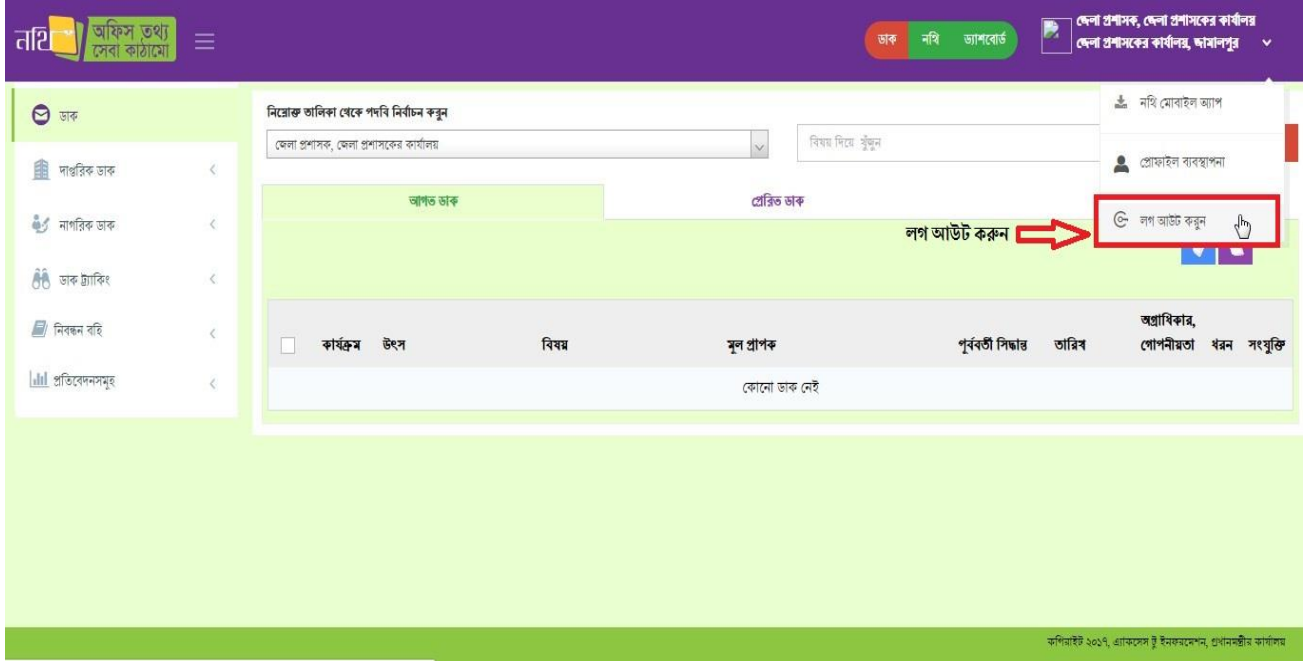 নথি
অফিস তথ্য
সেবা কাঠামো
ডাক নথি ড্যাশবোর্ড
জেলা প্রশাসক, জেলা প্রশাসকের কার্যালয়
জেলা প্রশাসকের কার্যালয়, জামালপুর
নথি মোবাইল অ্যাপ
প্রোফাইল ব্যবস্থাপনা
লগ আউট করুন
ডাক
দাপ্তরিক ডাক
নাগরিক ডাক
ডাক ট্র্যাকিং
নিবন্ধন বহি
প্রতিবেদনসমূহ
নিম্নোক্ত তালিকা থেকে পদবি নির্বাচন করুন
জেলা প্রশাসক, জেলা প্রশাসকের কার্যালয়
বিষয় দিয়ে খুঁজুন
আগত ডাক প্রেরিত ডাক
লগ আউট করুন
কার্যক্রম উৎস বিষয় মূল প্রাপক পূর্ববর্তী সিদ্ধান্ত তারিখ অগ্রাধিকার,
গোপনীয়তা ধরন সংযুক্তি
কোনো ডাক নেই
কপিরাইট ২০১৭, এ্যাকসেস টু ইনফরমেশন, প্রধানমন্ত্রীর কার্যালয়